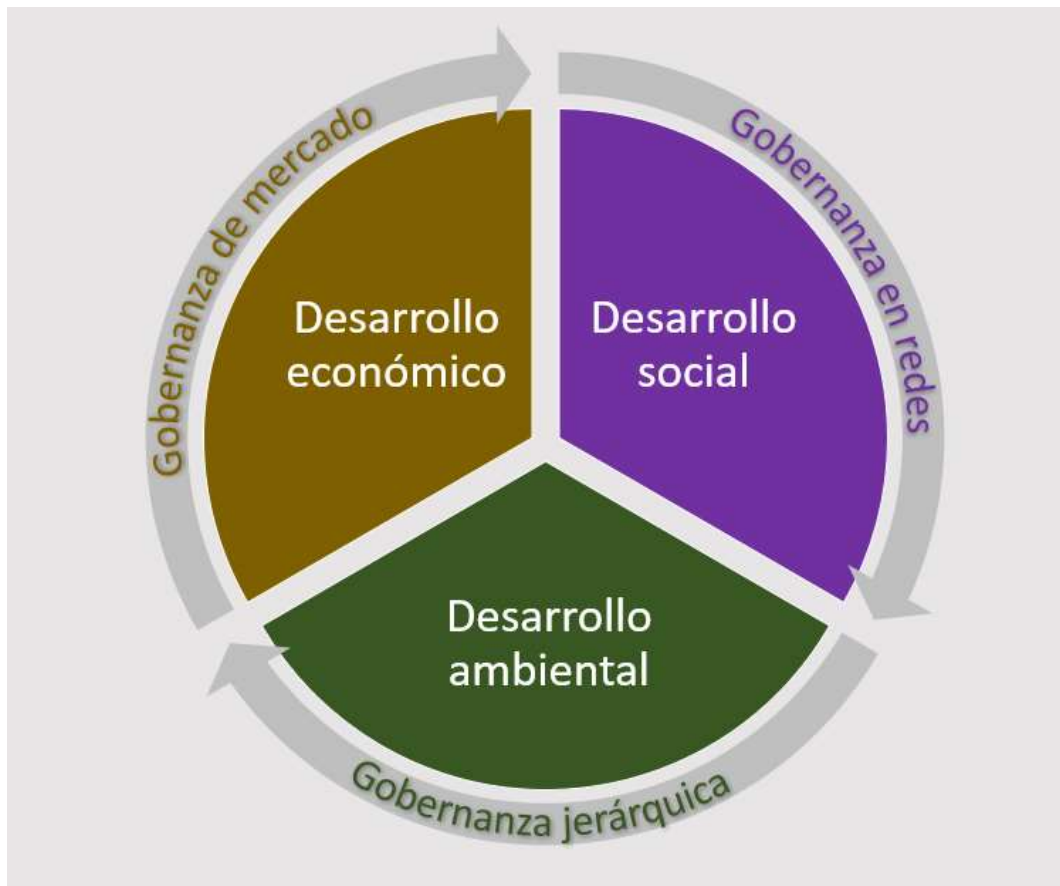 Gobernanza de mercado
Gobernanza en redes
Desarrollo
económico
Desarrollo
social
Desarrollo
ambiental
Gobernanza jerárquica